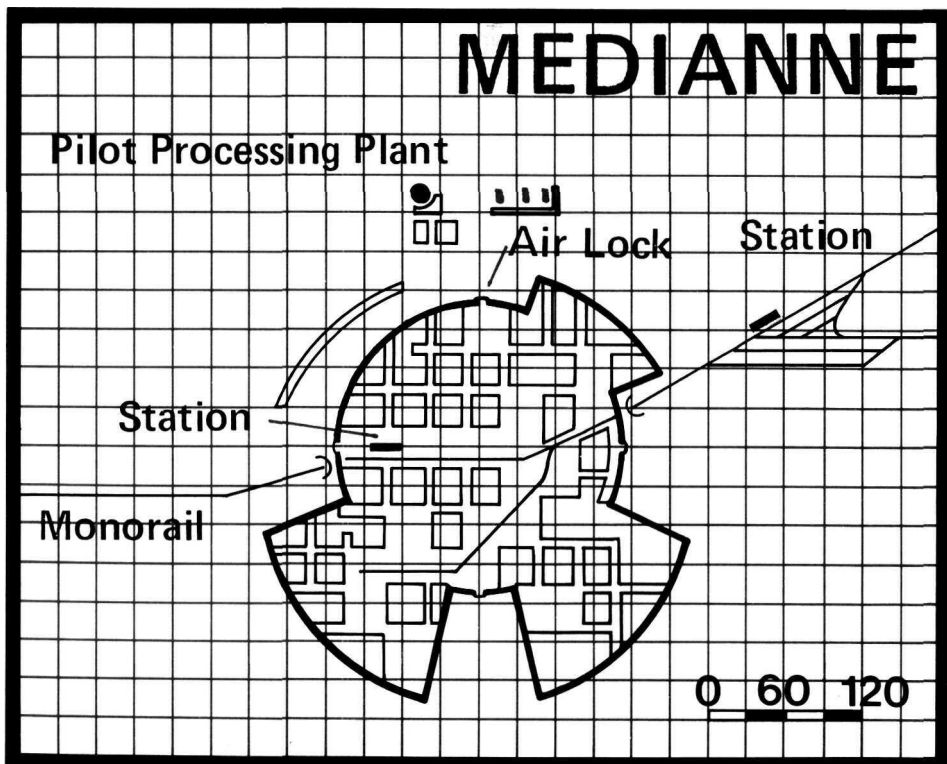 MEDIANNE
Pilot Processing Plant
Air Lock
Station
Station
Monorail
0 60 120